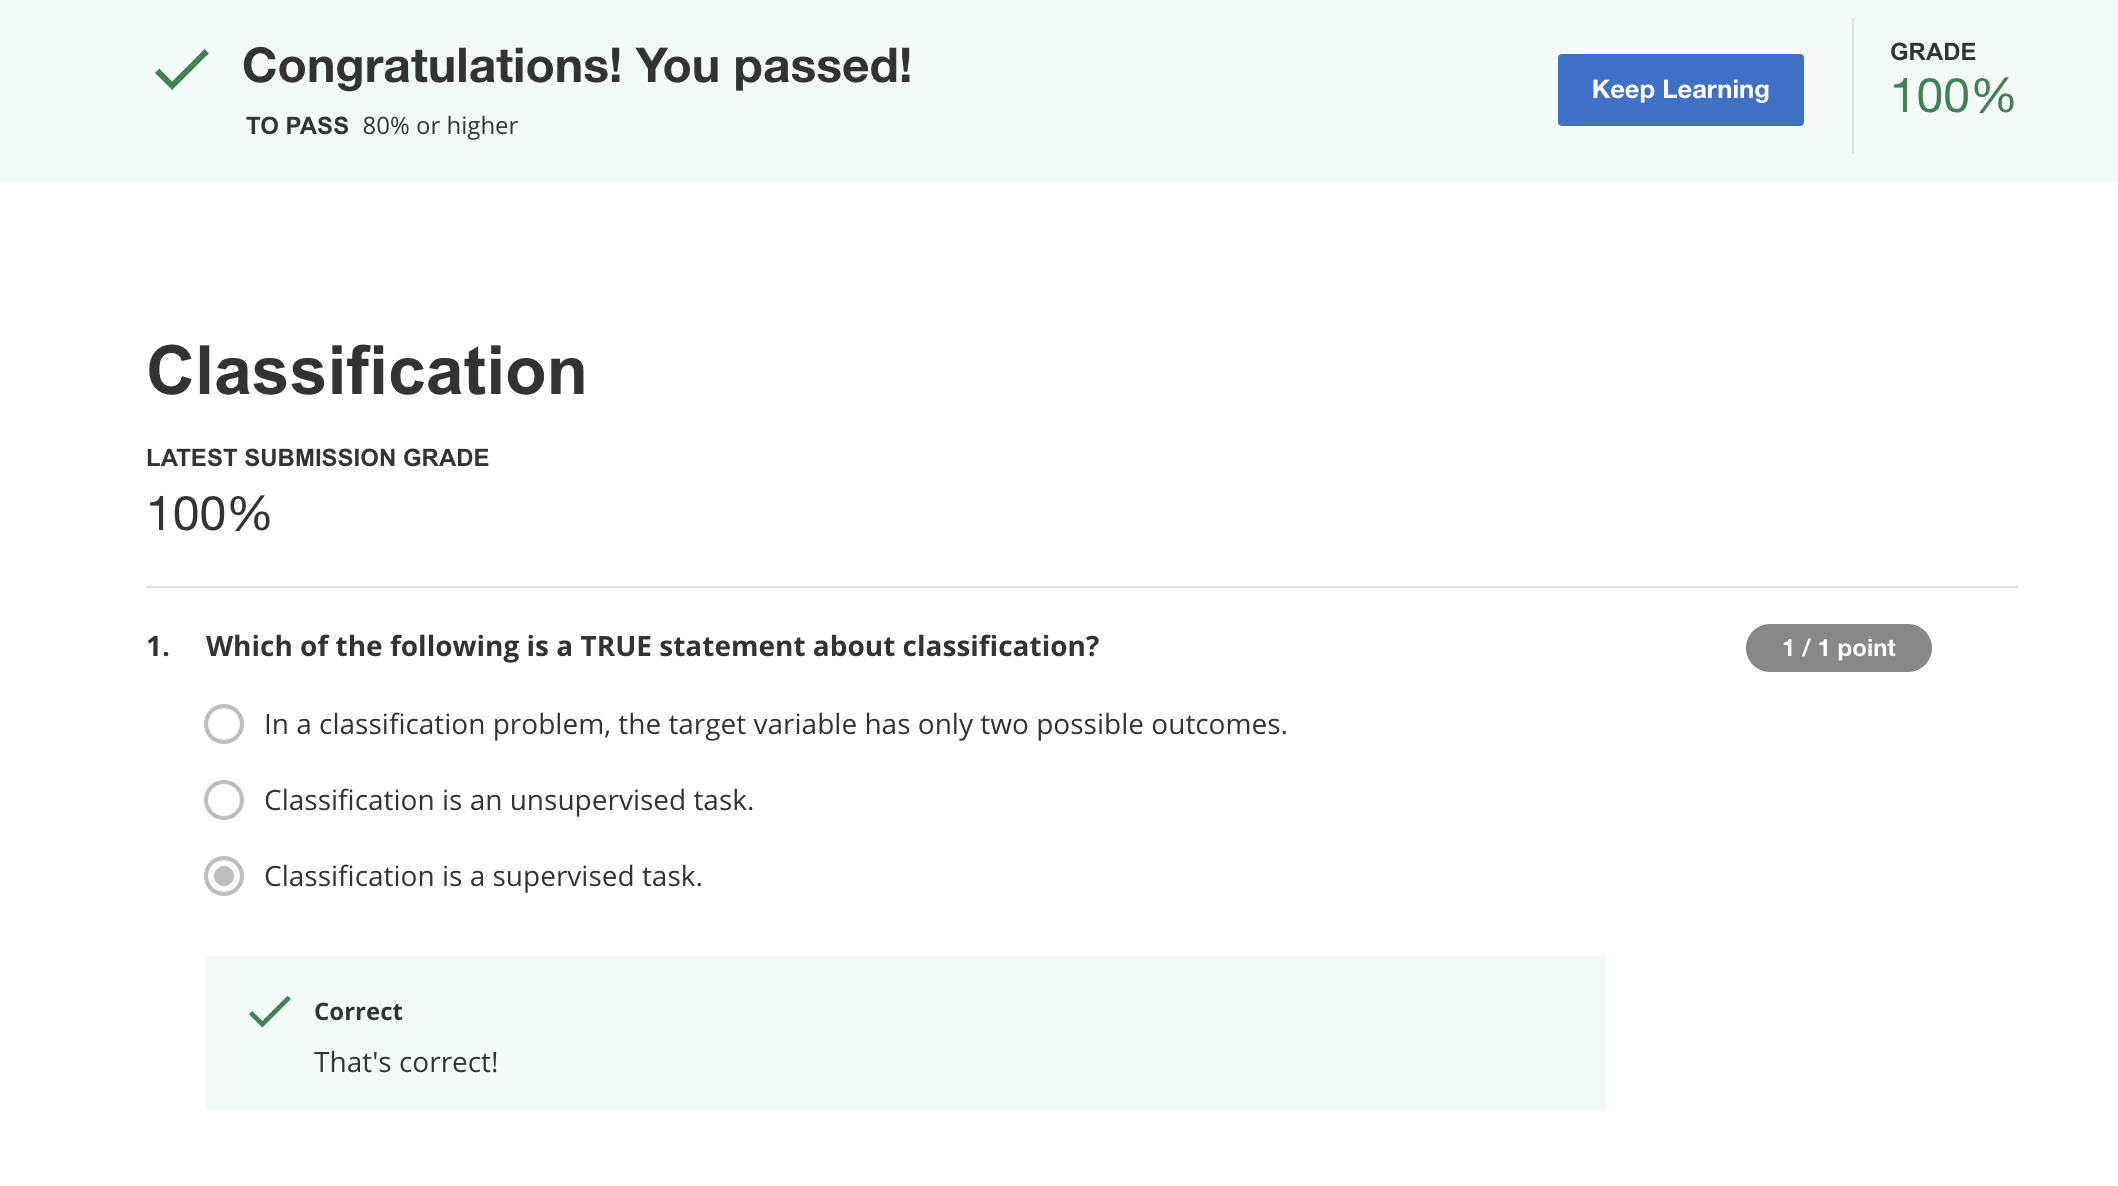 Congratulations! You passed!
TO PASS 80% or higher
Keep Learning
GRADE
100%
Classification
LATEST SUBMISSION GRADE
100%
1. Which of the following is a TRUE statement about classification?
1 / 1 point
In a classification problem, the target variable has only two possible outcomes.
Classification is an unsupervised task.
Classification is a supervised task.
Correct
That's correct!